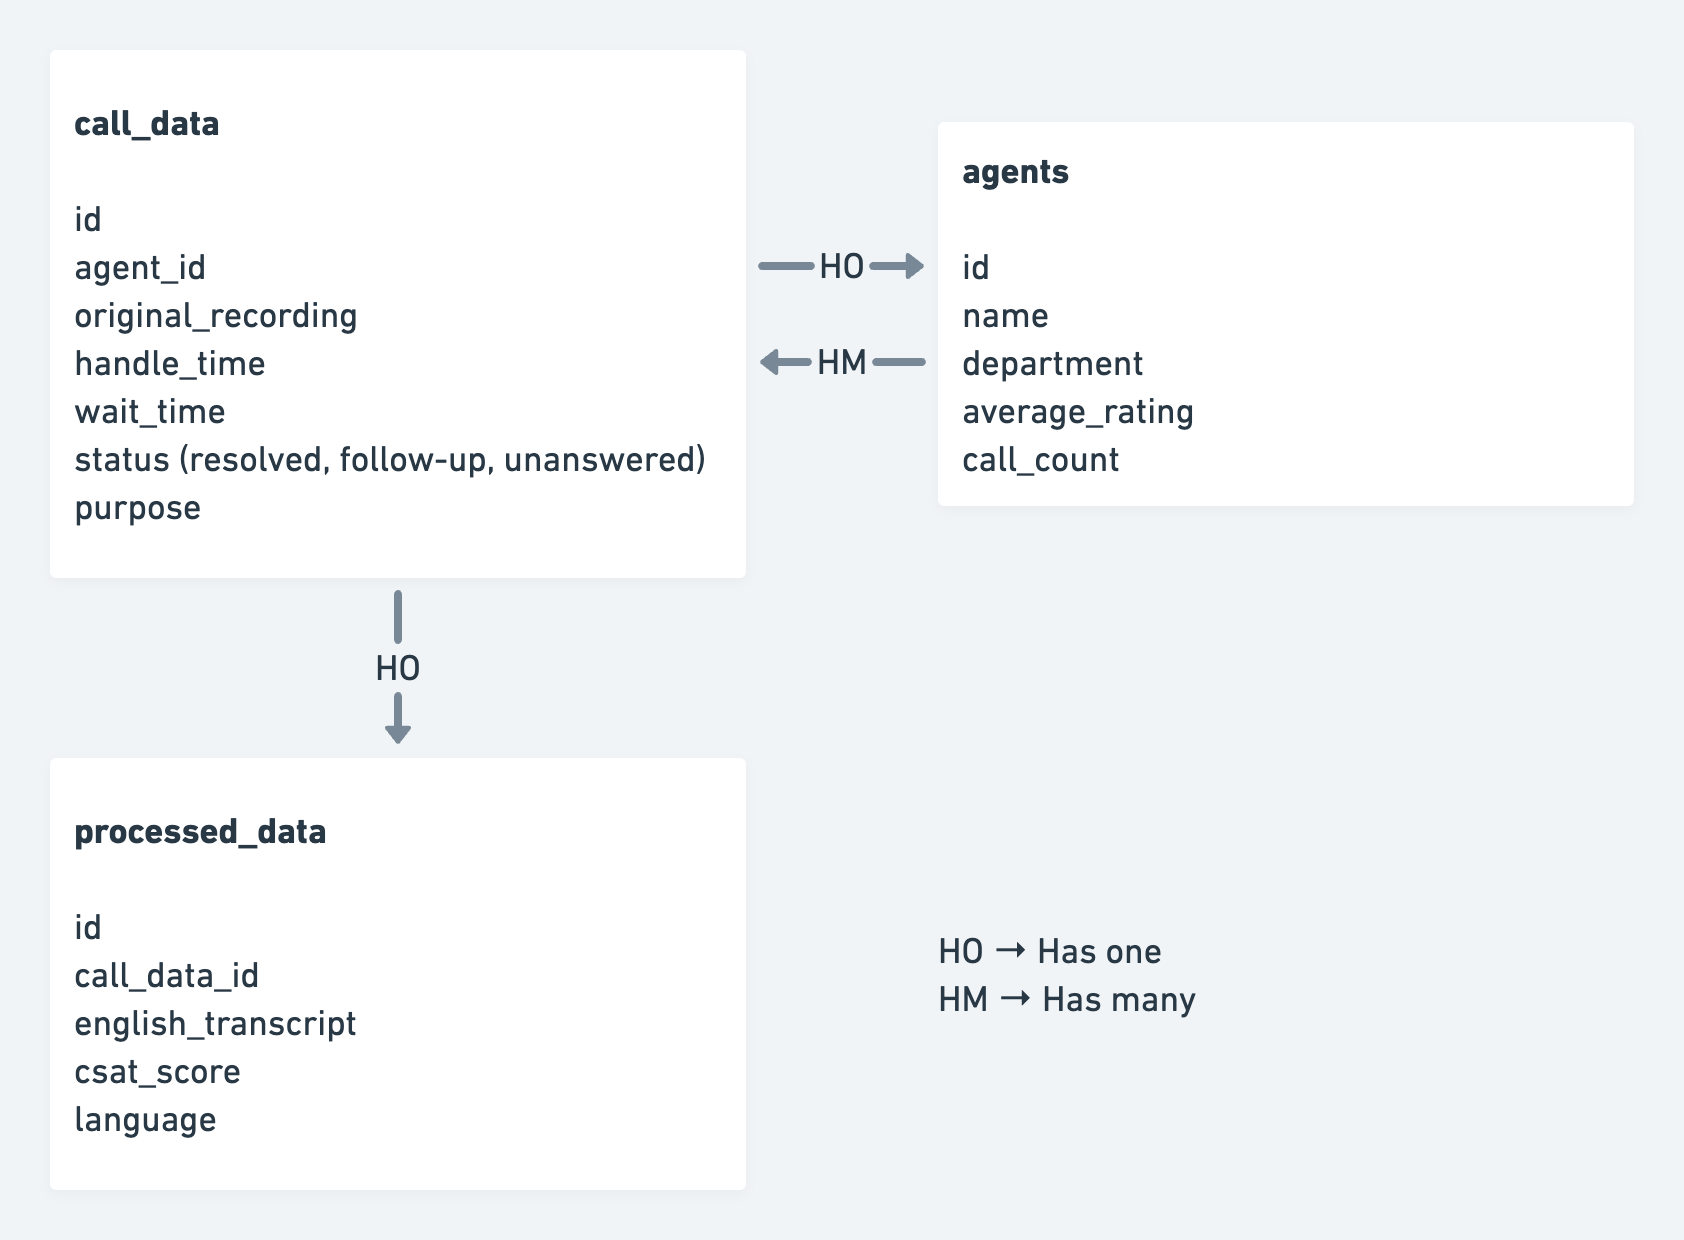 call_data
id
agent_id
original_recording
handle_time
wait_time
status (resolved, follow-up, unanswered)
purpose
HO
HM
agents
id
name
department
average_rating
call_count
HO
processed_data
id
call_data_id
english_transcript
csat_score
language
HO → Has one
HM → Has many